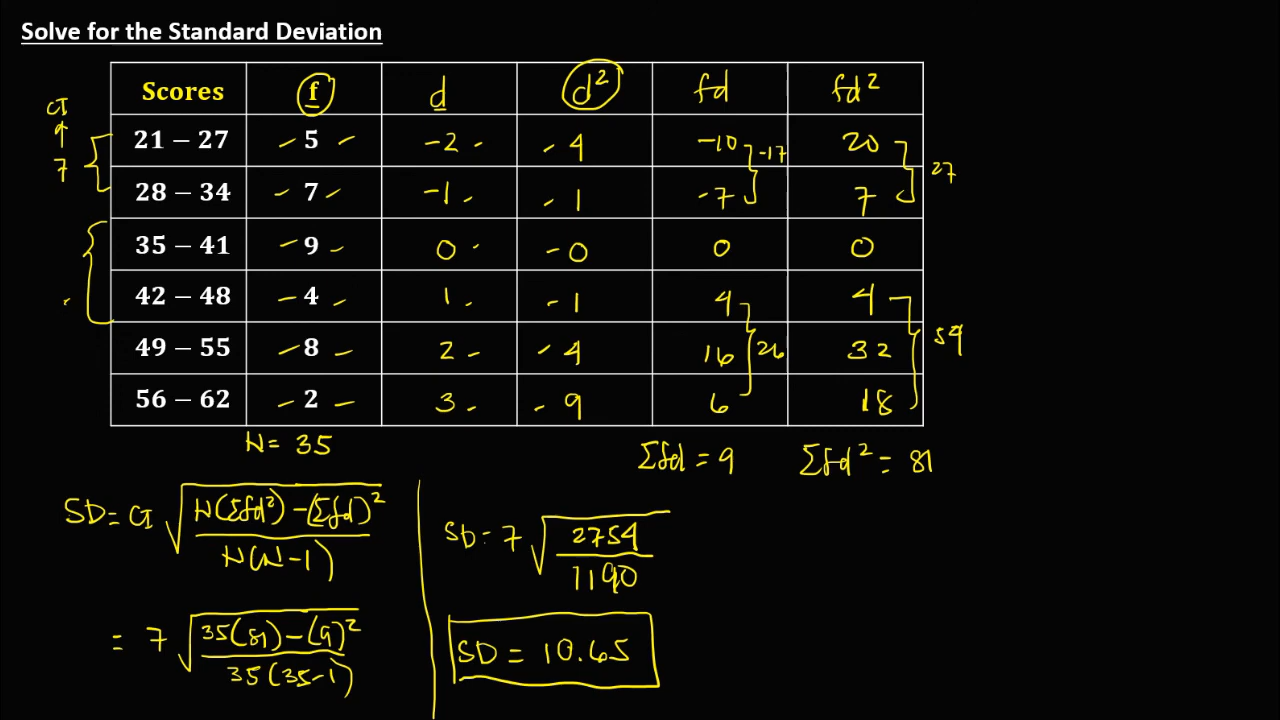 Solve for the Standard Deviation
Scores f d d² fd fd²
CI
9
7
21 – 27 – 5 – -2 - – 4 -10 20
-17
27
28 – 34 – 7 – -1 - – 1 -7 7
35 – 41 – 9 – 0 - – 0 0 0
42 – 48 – 4 – 1 - – 1 4 4
49 – 55 – 8 – 2 - – 4 16 32
26
54
56 – 62 – 2 – 3 - – 9 6 18
N = 35
Σfd = 9 Σfd² = 81
SD = CI √(N(Σfd²) – (Σfd)² / N(N-1))
= 7 √(35(81) – (9)² / 35(35-1))
SD = 7 √(2754 / 1190)
SD = 10.65